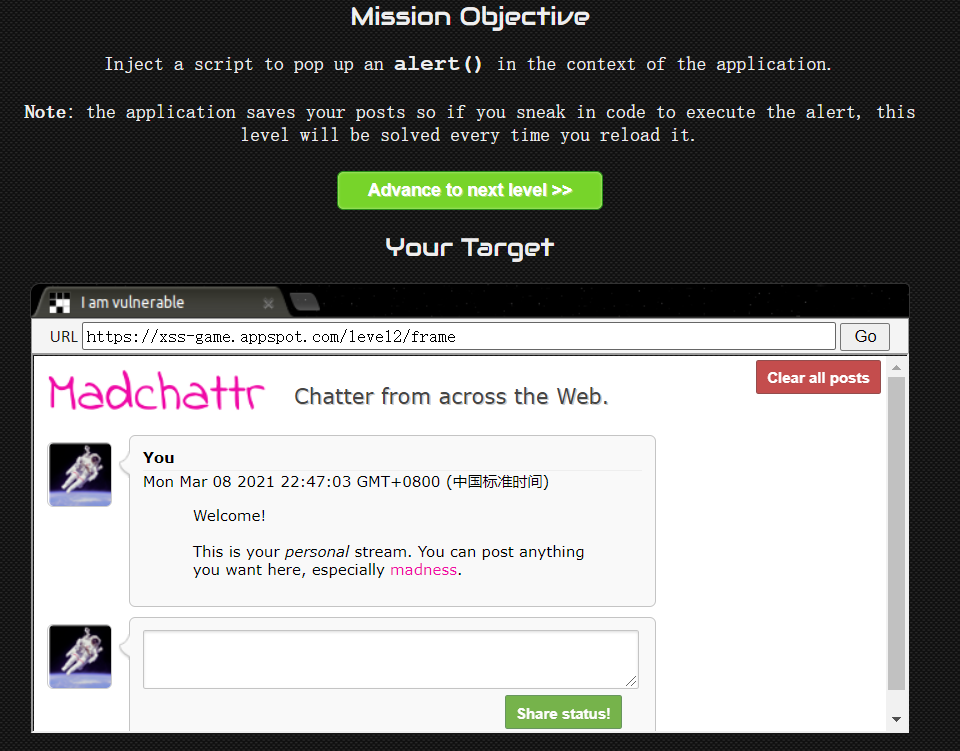 Mission Objective
Inject a script to pop up an alert() in the context of the application.
Note: the application saves your posts so if you sneak in code to execute the alert, this
level will be solved every time you reload it.
Advance to next level >>
Your Target
I am vulnerable
URL https://xss-game.appspot.com/level2/frame Go
Madchattr Chatter from across the Web. Clear all posts
You
Mon Mar 08 2021 22:47:03 GMT+0800 (中国标准时间)
Welcome!
This is your personal stream. You can post anything
you want here, especially madness.
Share status!